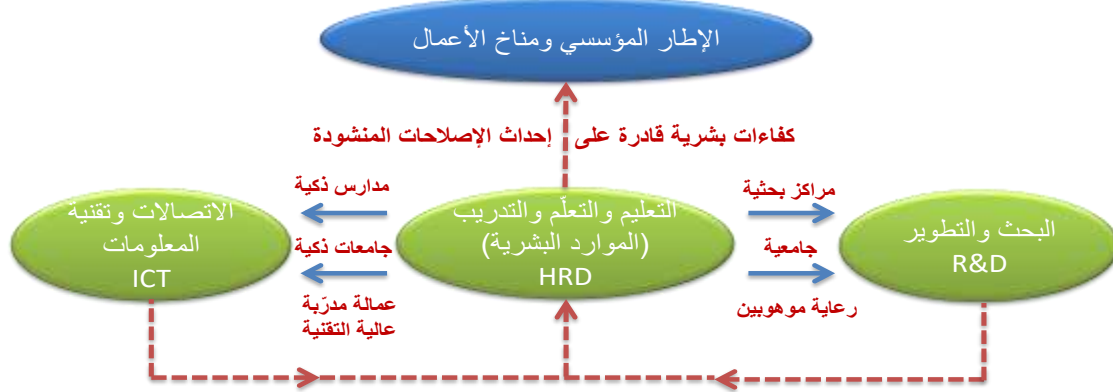 الإطار المؤسسي ومناخ الأعمال
كفاءات بشرية قادرة على إحداث الإصلاحات المنشودة
البحث والتطوير
R&D
مراكز بحثية
جامعية
رعاية موهوبين
التعليم والتعلّم والتدريب
(الموارد البشرية)
HRD
مدارس ذكية
جامعات ذكية
عمالة مدرّبة
عالية التقنية
الاتصالات وتقنية
المعلومات
ICT